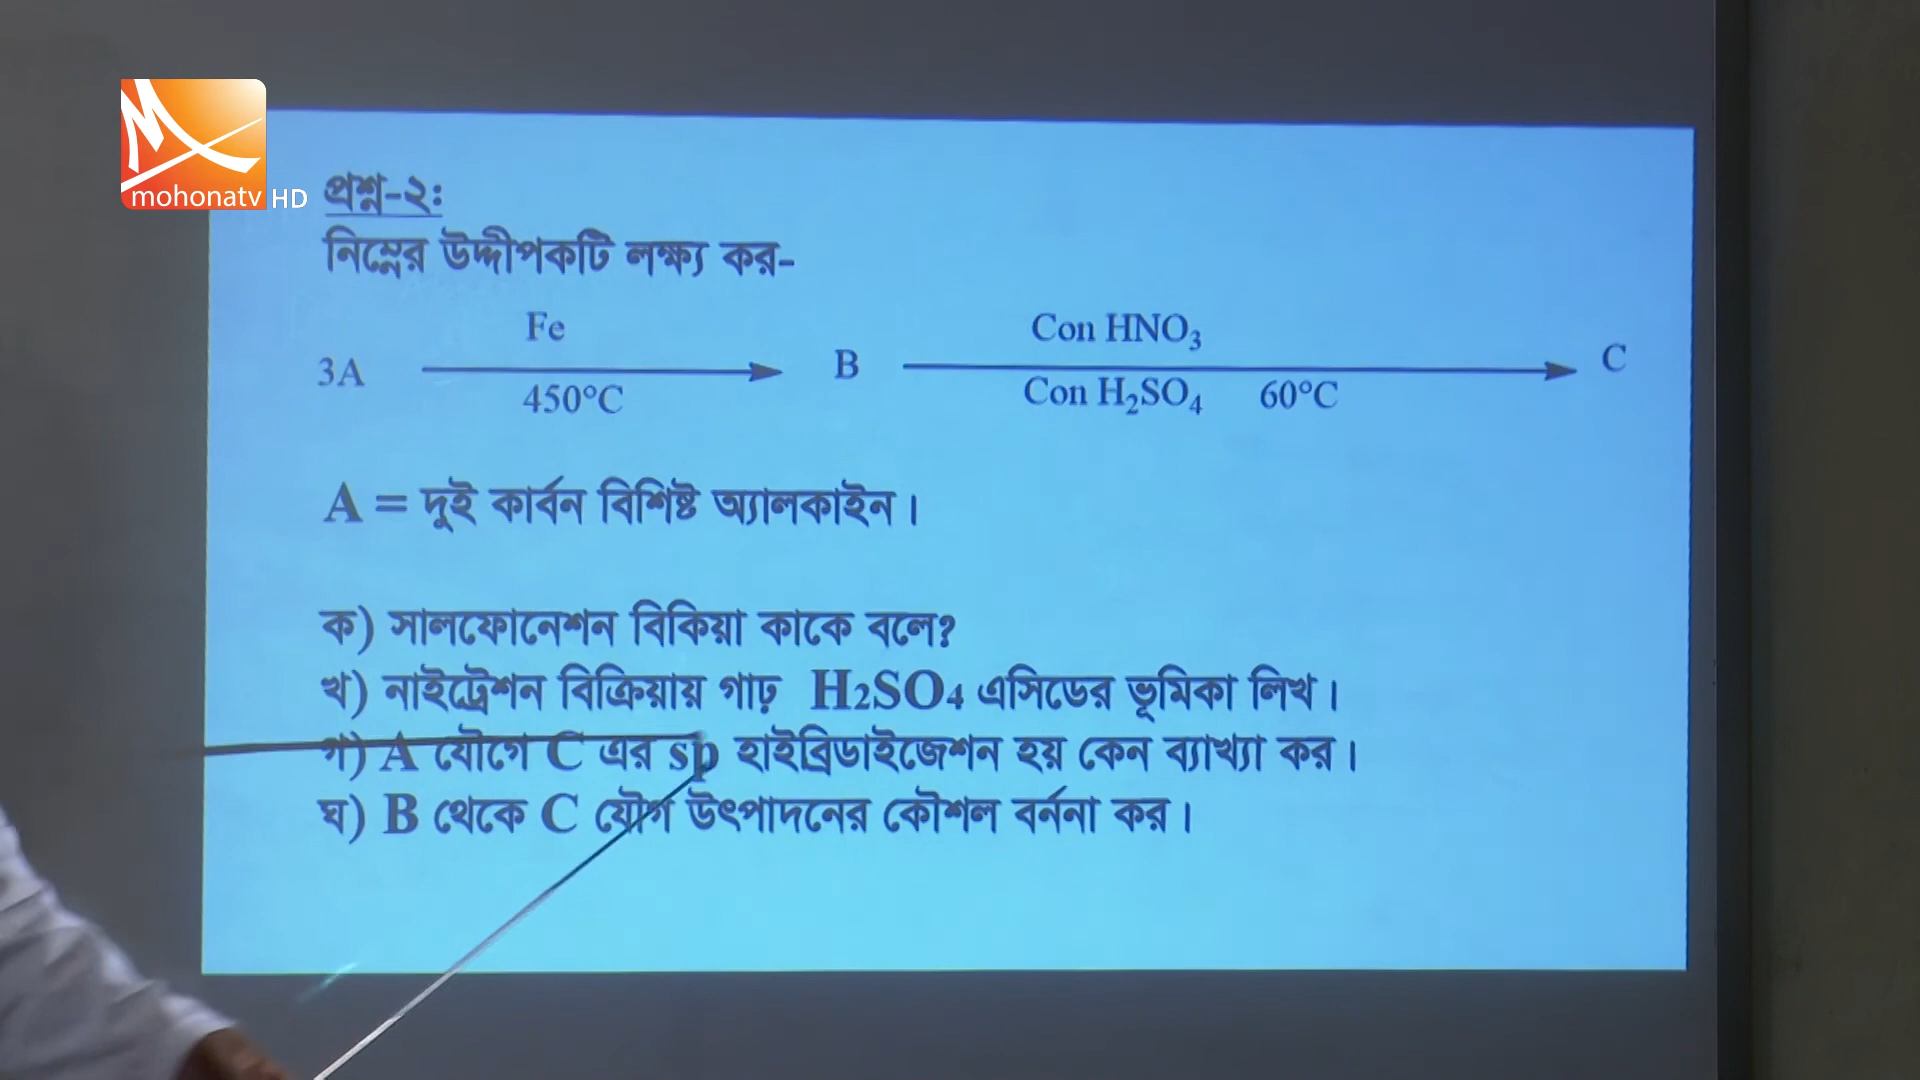 mohonatv HD
প্রশ্ন-২ঃ
নিম্নের উদ্দীপকটি লক্ষ্য কর-
Fe Con HNO3
3A B C
450°C Con H2SO4 60°C
A = দুই কার্বন বিশিষ্ট অ্যালকাইন।
ক) সালফোনেশন বিকিয়া কাকে বলে?
খ) নাইট্রেশন বিক্রিয়ায় গাঢ় H2SO4 এসিডের ভূমিকা লিখ।
গ) A যৌগে C এর sp হাইব্রিডাইজেশন হয় কেন ব্যাখ্যা কর।
ঘ) B থেকে C যৌগ উৎপাদনের কৌশল বর্ননা কর।